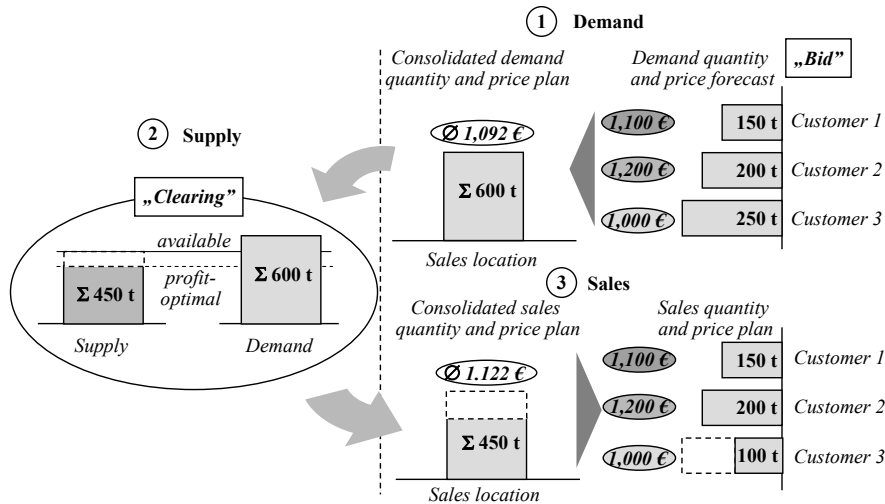 1 Demand
Consolidated demand
quantity and price plan
Demand quantity
and price forecast
„Bid”
Ø 1,092 €
Σ 600 t
Sales location
1,100 €
150 t
Customer 1
1,200 €
200 t
Customer 2
1,000 €
250 t
Customer 3
2 Supply
„Clearing”
available
profit-
optimal
Σ 450 t
Σ 600 t
Supply
Demand
3 Sales
Consolidated sales
quantity and price plan
Sales quantity
and price plan
Ø 1.122 €
Σ 450 t
Sales location
1,100 €
150 t
Customer 1
1,200 €
200 t
Customer 2
1,000 €
100 t
Customer 3